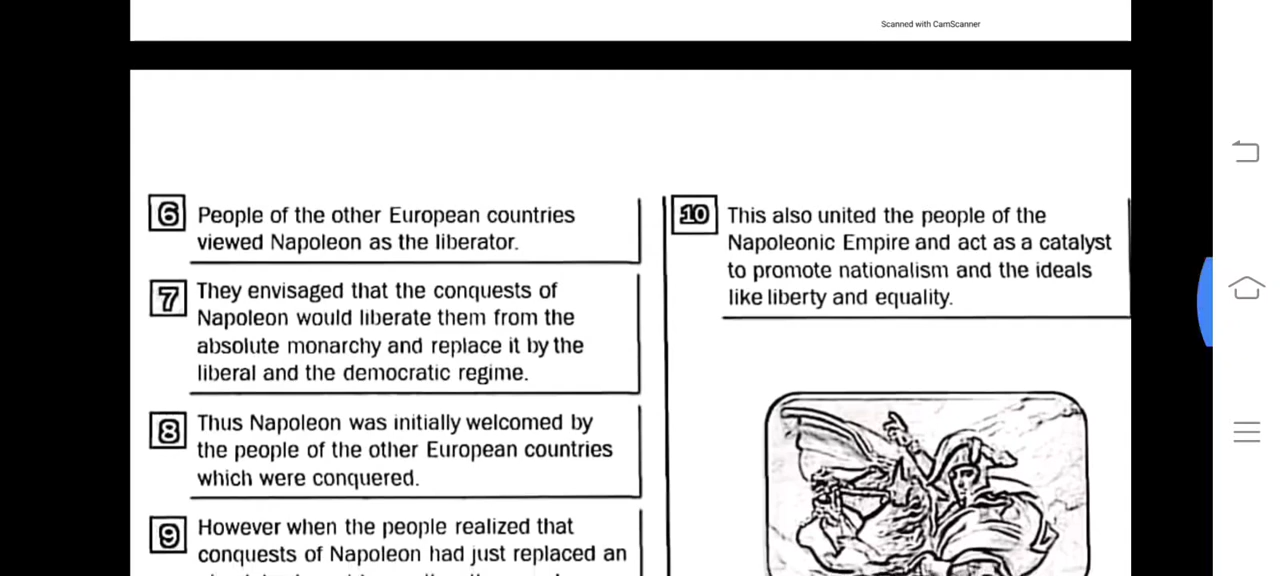 Scanned with CamScanner
6 People of the other European countries
viewed Napoleon as the liberator.
7 They envisaged that the conquests of
Napoleon would liberate them from the
absolute monarchy and replace it by the
liberal and the democratic regime.
8 Thus Napoleon was initially welcomed by
the people of the other European countries
which were conquered.
9 However when the people realized that
conquests of Napoleon had just replaced an
10 This also united the people of the
Napoleonic Empire and act as a catalyst
to promote nationalism and the ideals
like liberty and equality.